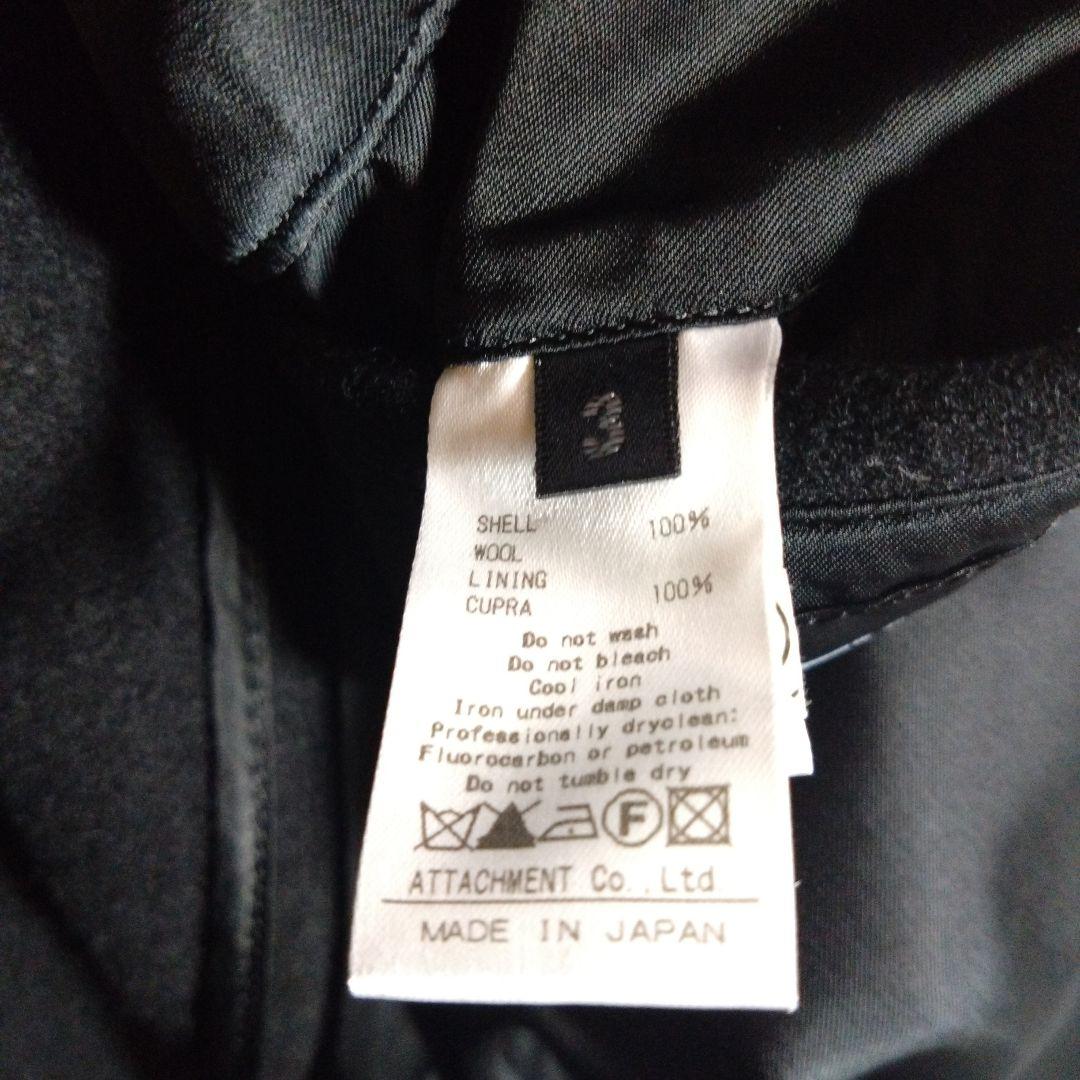 3
SHELL
WOOL 100%
LINING
CUPRA 100%
Do not wash
Do not bleach
Cool iron
Iron under damp cloth
Professionally dryclean:
Fluorocarbon or petroleum
Do not tumble dry
F
ATTACHMENT Co.,Ltd
MADE IN JAPAN